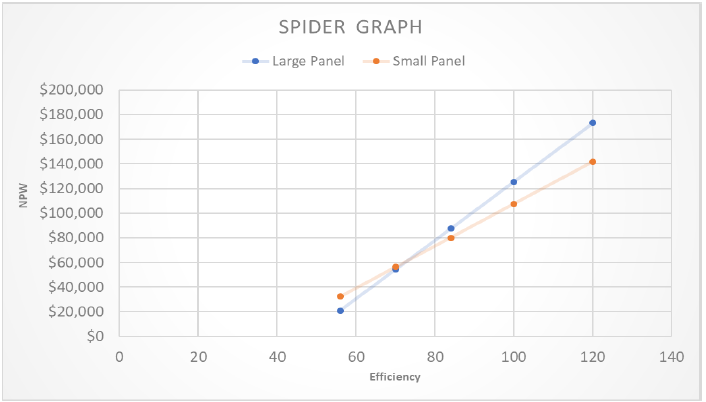 SPIDER GRAPH
Large Panel Small Panel
$200,000
$180,000
$160,000
$140,000
$120,000
$100,000
$80,000
$60,000
$40,000
$20,000
$0
NPW
0 20 40 60 80 100 120 140
Efficiency